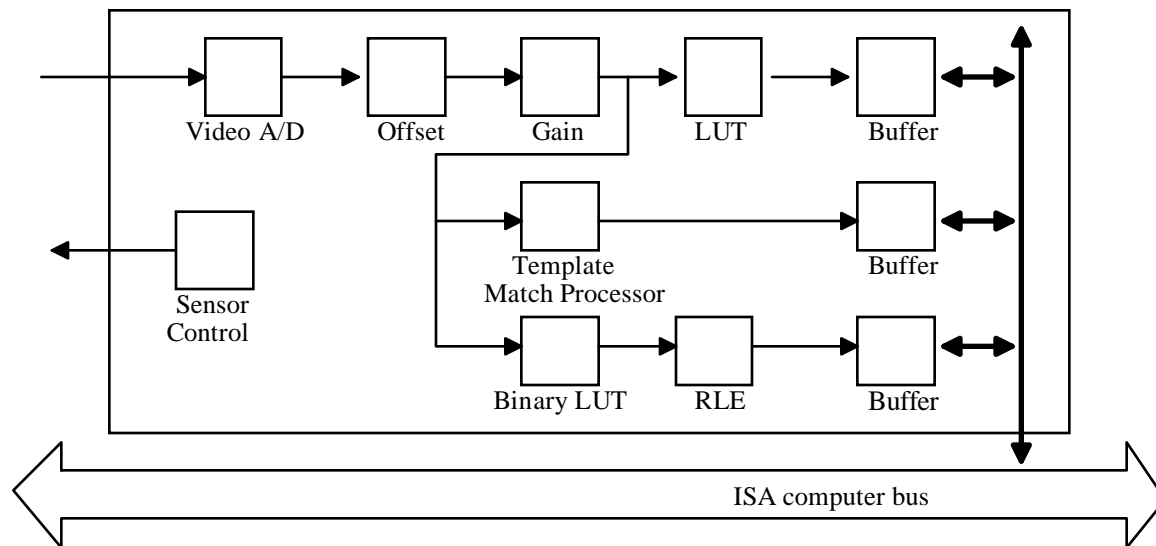 Video A/D
Offset
Gain
LUT
Buffer
Sensor
Control
Template
Match Processor
Buffer
Binary LUT
RLE
Buffer
ISA computer bus